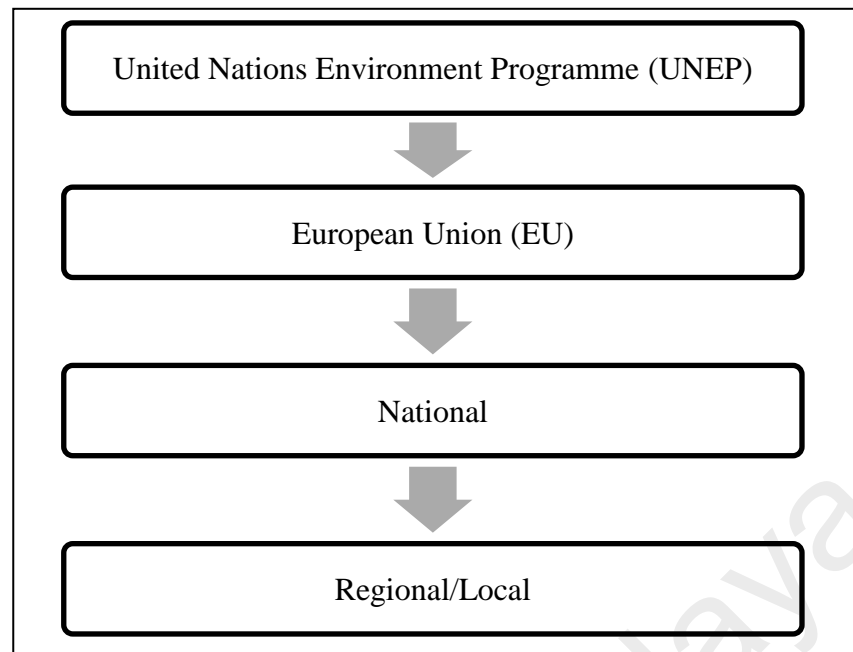 United Nations Environment Programme (UNEP)
European Union (EU)
National
Regional/Local